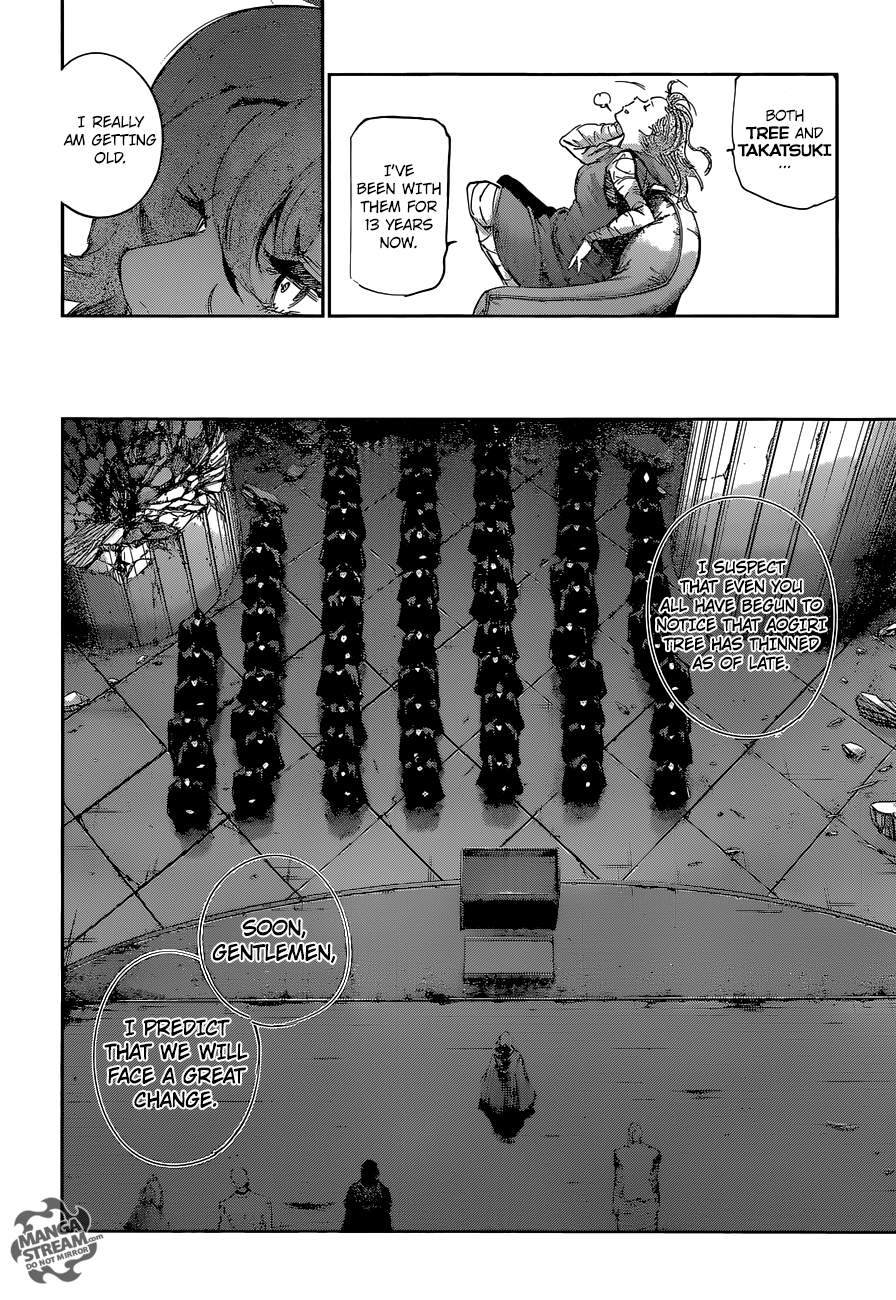 BOTH
TREE AND
TAKATSUKI
...
I'VE
BEEN WITH
THEM FOR
13 YEARS
NOW.
I REALLY
AM GETTING
OLD.
I SUSPECT
THAT EVEN YOU
ALL HAVE BEGUN TO
NOTICE THAT AOGIRI
TREE HAS THINNED
AS OF LATE.
SOON,
GENTLEMEN,
I PREDICT
THAT WE WILL
FACE A GREAT
CHANGE.
MANGA
STREAM.com
DO NOT MIRROR!